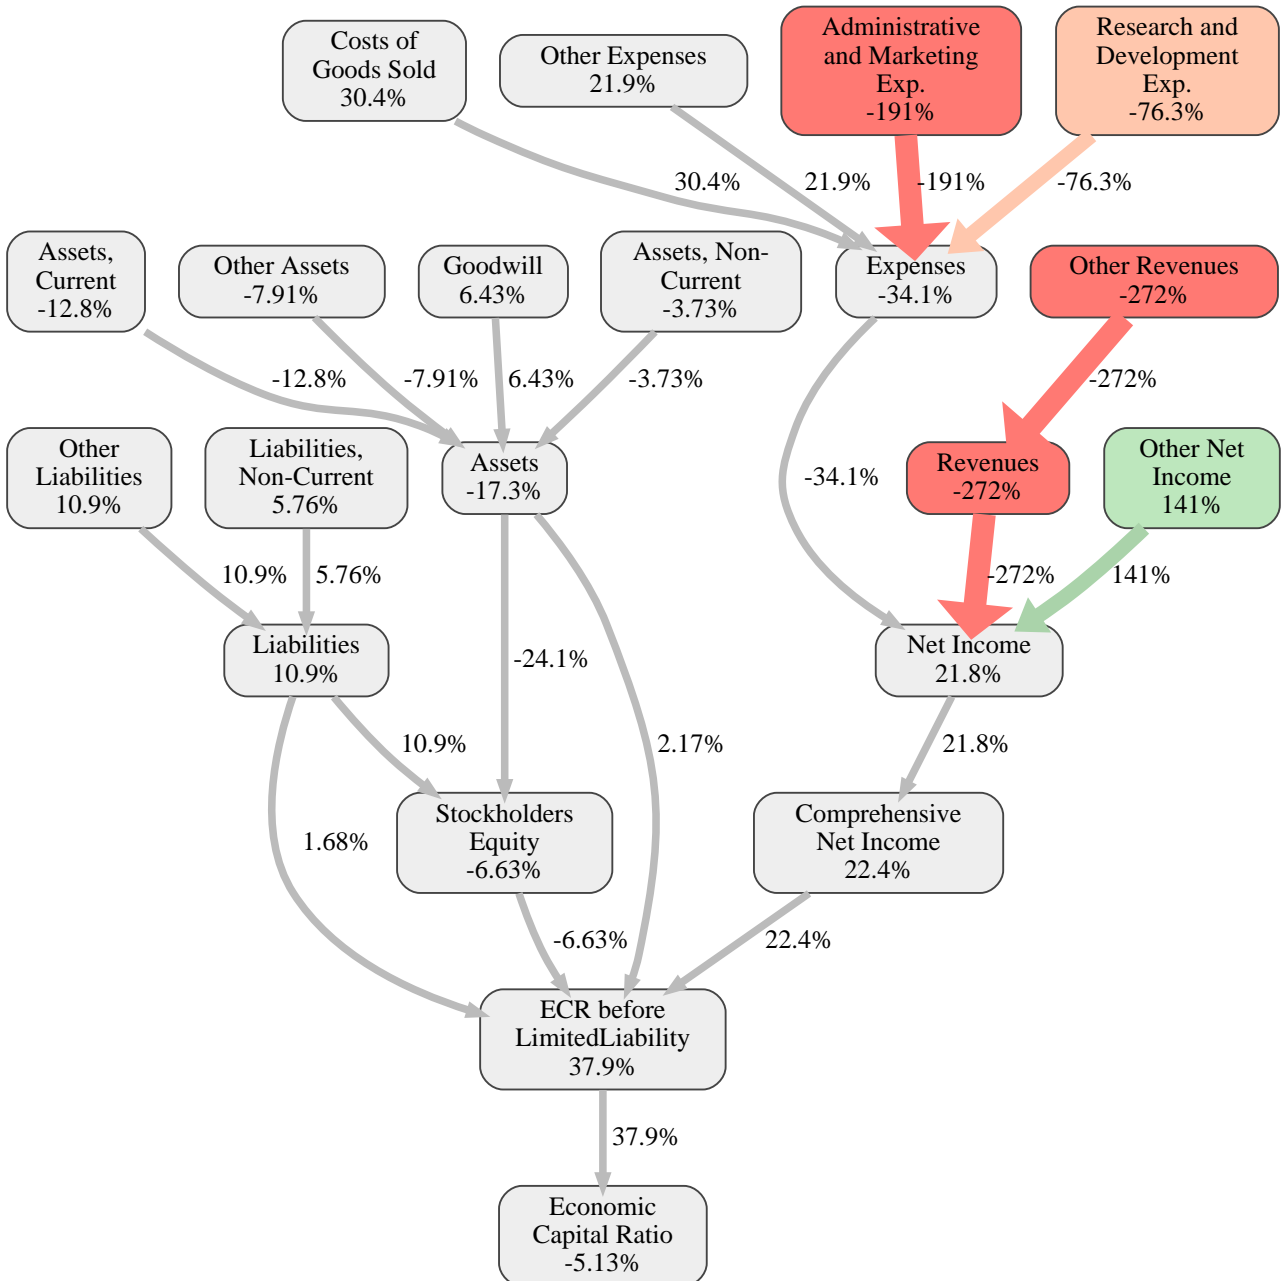 Costs of
Goods Sold
30.4%
Other Expenses
21.9%
Administrative
and Marketing
Exp.
-191%
Research and
Development
Exp.
-76.3%
30.4%
21.9%
-191%
-76.3%
Assets,
Current
-12.8%
Other Assets
-7.91%
Goodwill
6.43%
Assets, Non-
Current
-3.73%
Expenses
-34.1%
Other Revenues
-272%
-12.8%
-7.91%
6.43%
-3.73%
-272%
Other
Liabilities
10.9%
Liabilities,
Non-Current
5.76%
Assets
-17.3%
-34.1%
Revenues
-272%
Other Net
Income
141%
10.9%
5.76%
-272%
141%
Liabilities
10.9%
-24.1%
Net Income
21.8%
10.9%
2.17%
21.8%
1.68%
Stockholders
Equity
-6.63%
Comprehensive
Net Income
22.4%
-6.63%
22.4%
ECR before
LimitedLiability
37.9%
37.9%
Economic
Capital Ratio
-5.13%